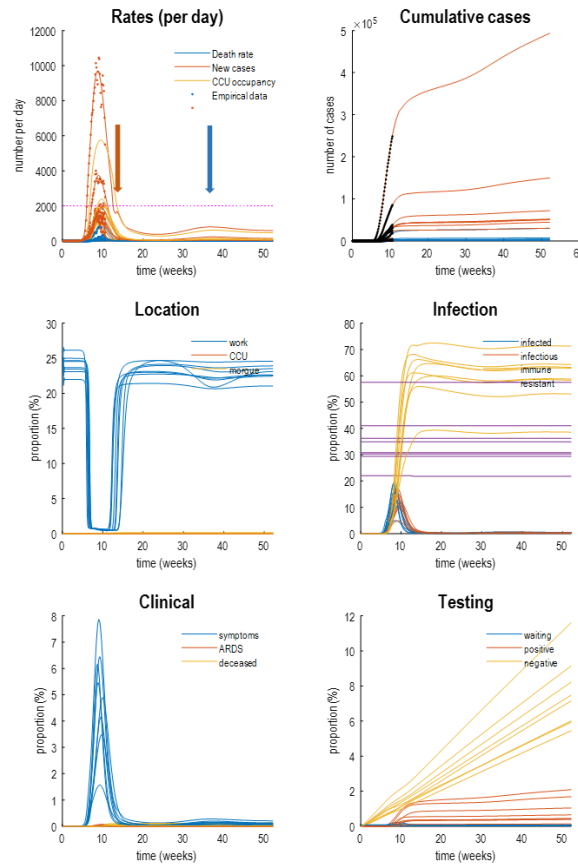 Rates (per day)
12000
10000
8000
6000
4000
2000
0
number per day
Death rate
New cases
CCU occupancy
Empirical data
0 10 20 30 40 50
time (weeks)
Cumulative cases
×10⁵
5
4
3
2
1
0
number of cases
0 10 20 30 40 50 6
time (weeks)
Location
30
25
20
15
10
5
0
proportion (%)
work
CCU
morgue
0 10 20 30 40 50
time (weeks)
Infection
80
70
60
50
40
30
20
10
0
proportion (%)
infected
infectious
immune
resistant
0 10 20 30 40 50
time (weeks)
Clinical
8
7
6
5
4
3
2
1
0
proportion (%)
symptoms
ARDS
deceased
0 10 20 30 40 50
time (weeks)
Testing
12
10
8
6
4
2
0
proportion (%)
waiting
positive
negative
0 10 20 30 40 50
time (weeks)